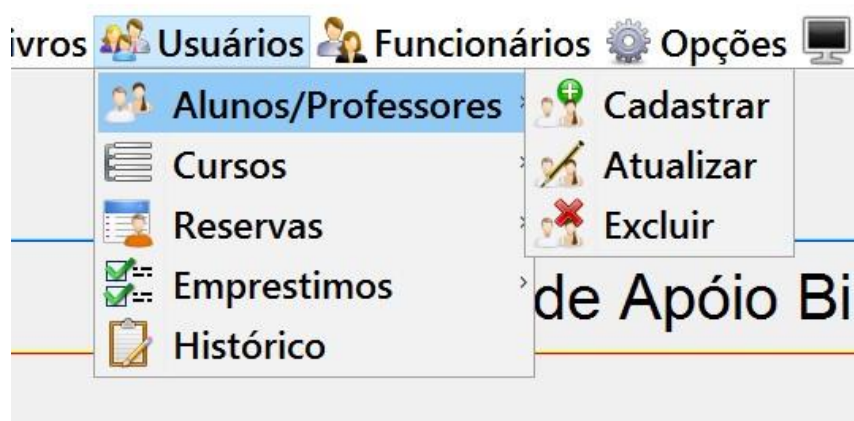 ivros Usuários Funcionários Opções
Alunos/Professores Cadastrar
Cursos Atualizar
Reservas Excluir
Emprestimos de Apóio Bi
Histórico